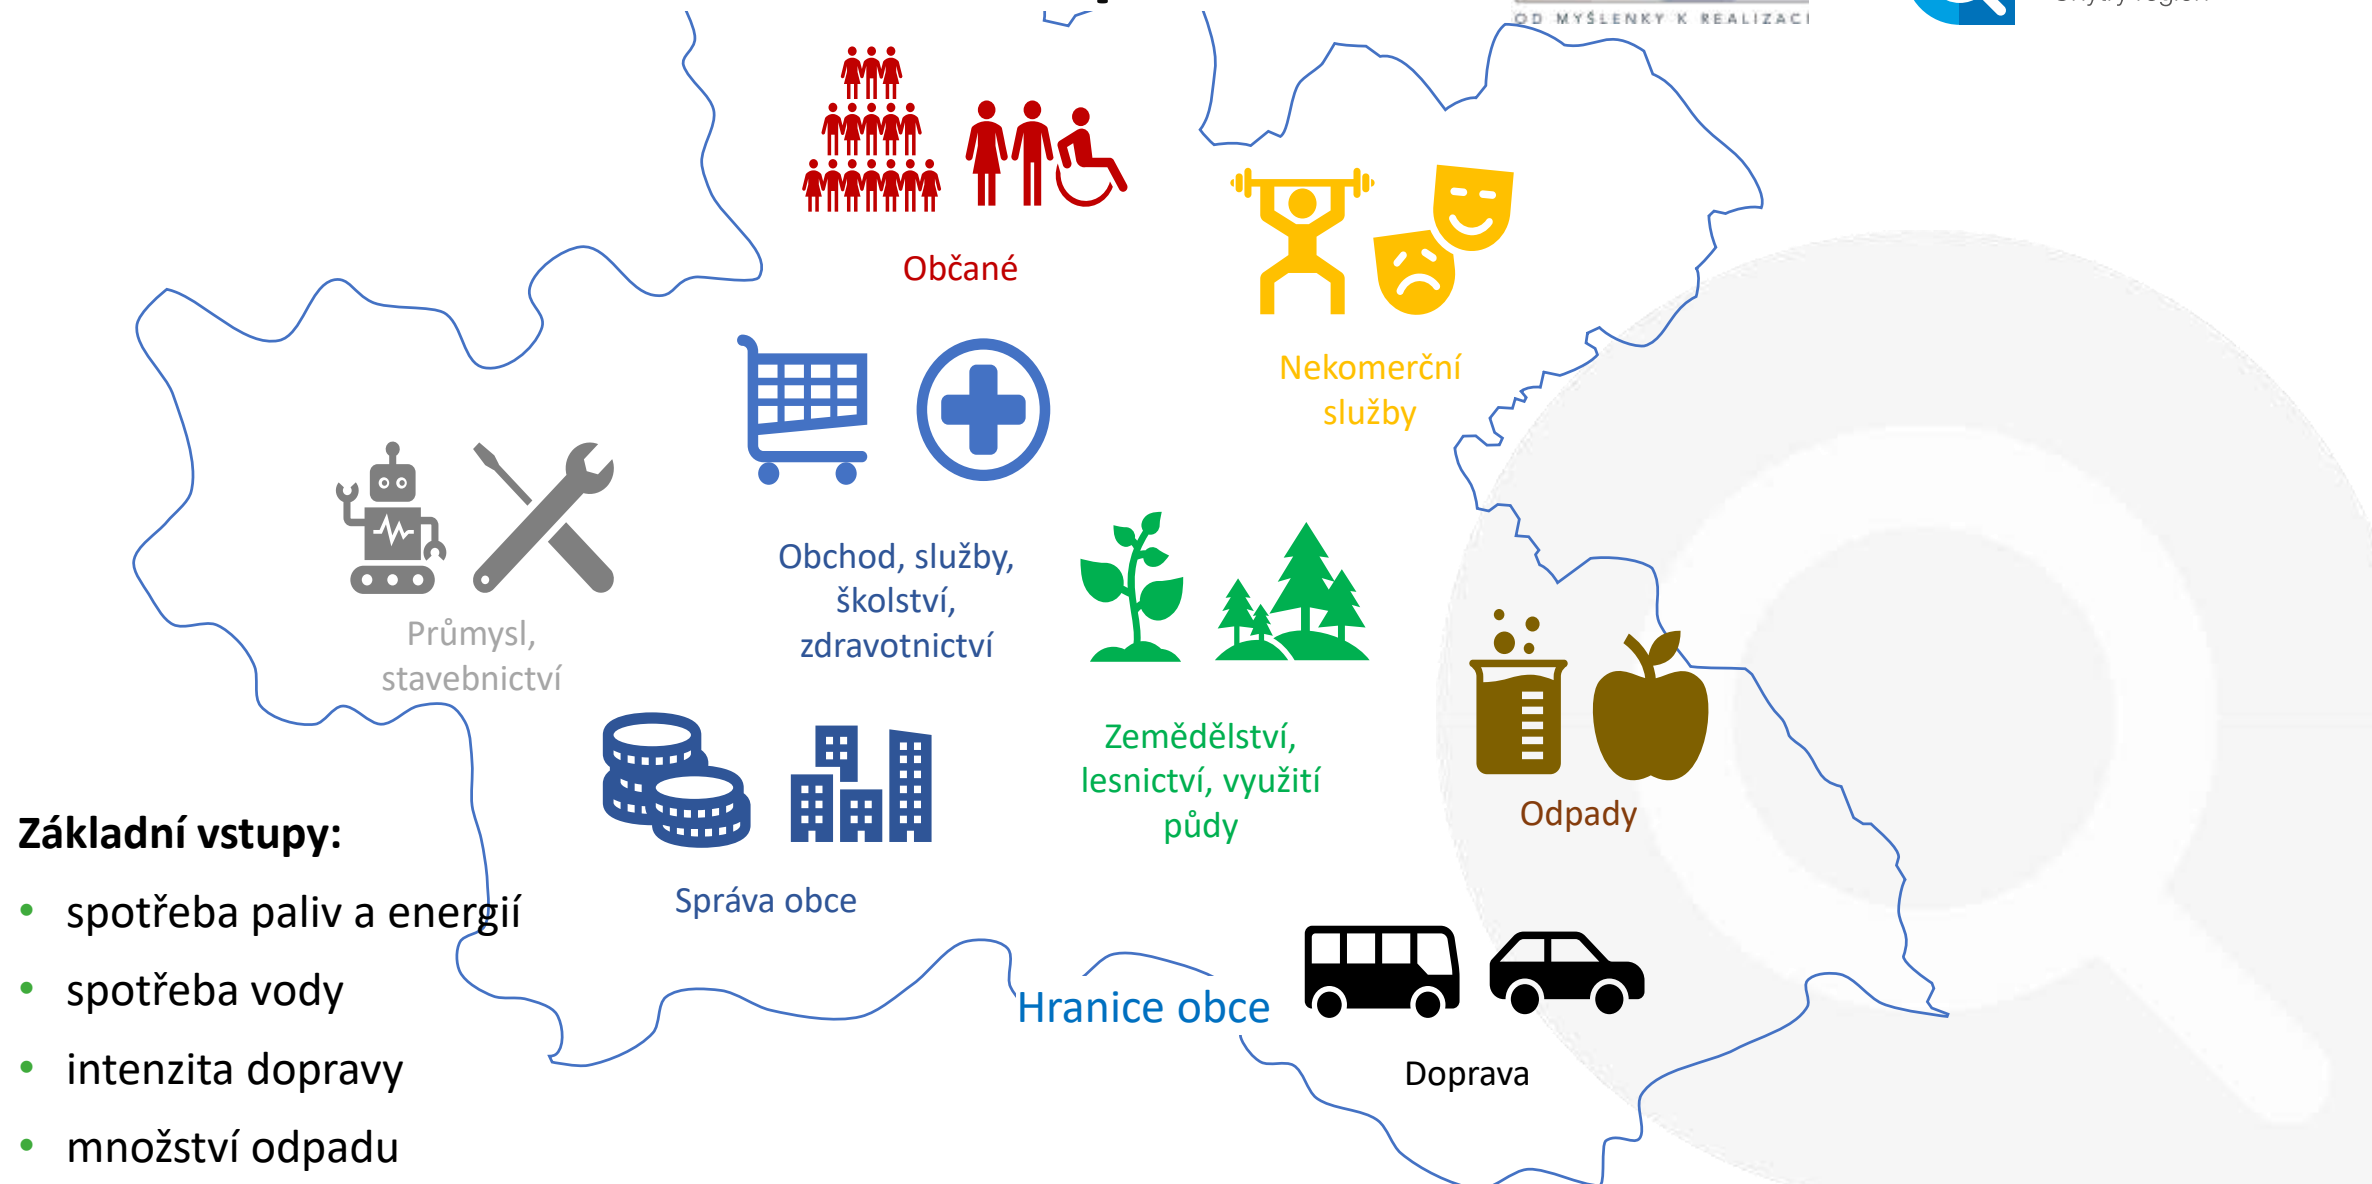 OD MYŠLENKY K REALIZACI
Občané
Nekomerční
služby
Obchod, služby,
školství,
zdravotnictví
Průmysl,
stavebnictví
Zemědělství,
lesnictví, využití
půdy
Odpady
Správa obce
Hranice obce
Doprava
Základní vstupy:
• spotřeba paliv a energií
• spotřeba vody
• intenzita dopravy
• množství odpadu